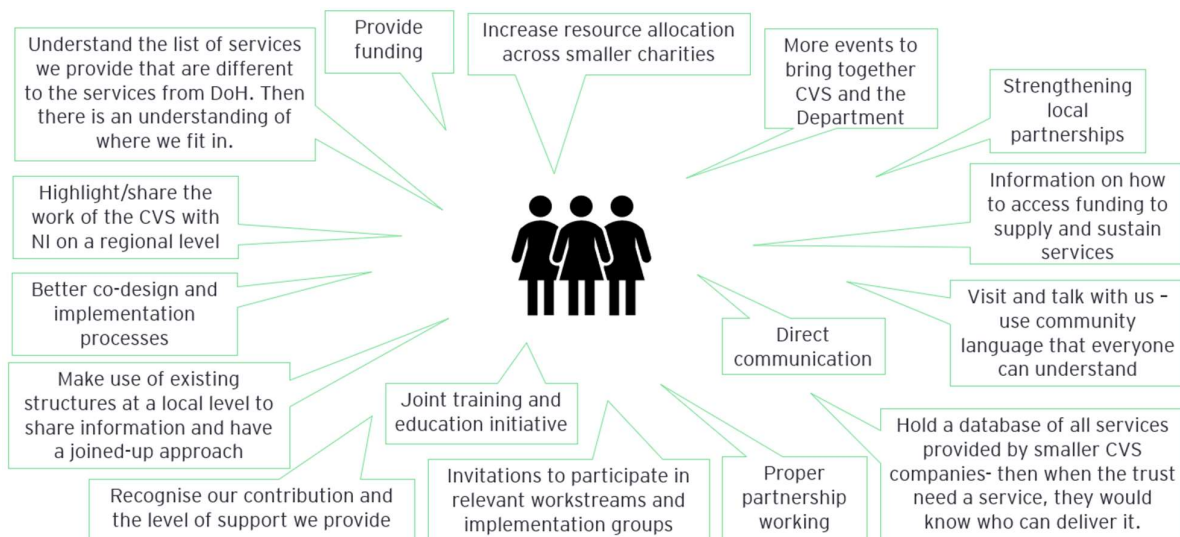 Understand the list of services
we provide that are different
to the services from DoH. Then
there is an understanding of
where we fit in.
Provide
funding
Increase resource allocation
across smaller charities
More events to
bring together
CVS and the
Department
Strengthening
local
partnerships
Highlight/share the
work of the CVS with
NI on a regional level
Information on how
to access funding to
supply and sustain
services
Better co-design and
implementation
processes
Direct
communication
Visit and talk with us –
use community
language that everyone
can understand
Make use of existing
structures at a local level to
share information and have
a joined-up approach
Joint training and
education initiative
Recognise our contribution and
the level of support we provide
Invitations to participate in
relevant workstreams and
implementation groups
Proper
partnership
working
Hold a database of all services
provided by smaller CVS
companies- then when the trust
need a service, they would
know who can deliver it.